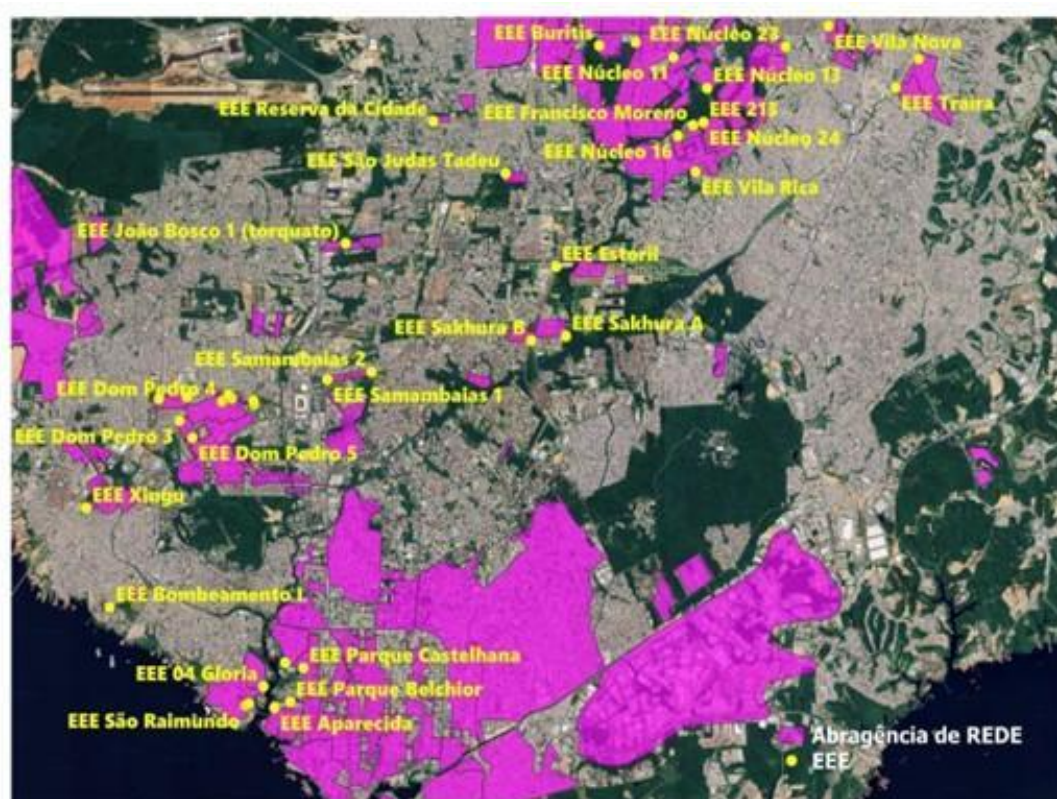 EEE Buritis
EEE Núcleo 23
EEE Vila Nova
EEE Núcleo 11
EEE Núcleo 13
EEE Traira
EEE Reserva da Cidade
EEE Francisco Moreno
EEE 213
EEE Núcleo 24
EEE Núcleo 16
EEE São Judas Tadeu
EEE Vila Rica
EEE João Bosco 1 (torquato)
EEE Estoril
EEE Sakhura B
EEE Sakhura A
EEE Samambaias 2
EEE Dom Pedro 4
EEE Samambaias 1
EEE Dom Pedro 3
EEE Dom Pedro 5
EEE Xingu
EEE Bombeamento I
EEE Parque Castelhana
EEE 04 Gloria
EEE Parque Belchior
EEE São Raimundo
EEE Aparecida
Abragência de REDE
EEE